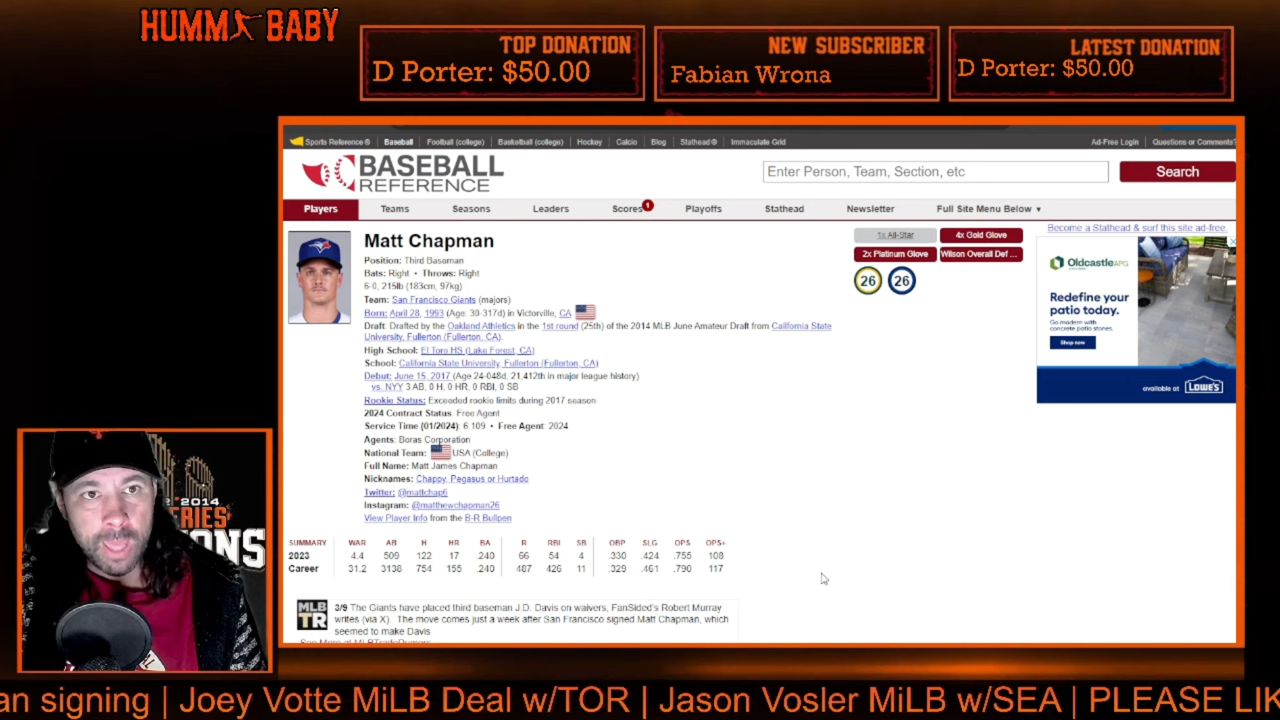 HUMM BABY
TOP DONATION
D Porter: $50.00
NEW SUBSCRIBER
Fabian Wrona
LATEST DONATION
D Porter: $50.00
Sports Reference ® Baseball Football (college) Basketball (college) Hockey Calcio Blog Stathead ® Immaculate Grid Ad-Free Login Questions or Comments?
BASEBALL
REFERENCE
Enter Person, Team, Section, etc Search
Players Teams Seasons Leaders Scores 1 Playoffs Stathead Newsletter Full Site Menu Below ▼
Become a Stathead & surf this site ad-free.
Matt Chapman
Position: Third Baseman
Bats: Right • Throws: Right
6-0, 215lb (183cm, 97kg)
Team: San Francisco Giants (majors)
Born: April 28, 1993 (Age: 30-317d) in Victorville, CA
Draft: Drafted by the Oakland Athletics in the 1st round (25th) of the 2014 MLB June Amateur Draft from California State
University, Fullerton (Fullerton, CA).
High School: El Toro HS (Lake Forest, CA)
School: California State University, Fullerton (Fullerton, CA)
Debut: June 15, 2017 (Age 24-048d, 21,412th in major league history)
vs. NYY 3 AB, 0 H, 0 HR, 0 RBI, 0 SB
Rookie Status: Exceeded rookie limits during 2017 season
2024 Contract Status: Free Agent
Service Time (01/2024): 6.109 • Free Agent: 2024
Agents: Boras Corporation
National Team: USA (College)
Full Name: Matt James Chapman
Nicknames: Chappy, Pegasus or Hurtado
Twitter: @mattchap6
Instagram: @matthewchapman26
View Player Info from the B-R Bullpen
1x All-Star 4x Gold Glove
2x Platinum Glove Wilson Overall Def ...
26 26
Oldcastle APG
Redefine your
patio today.
Go modern with
concrete patio stones.
Shop now
available at LOWE'S
SUMMARY WAR AB H HR BA R RBI SB OBP SLG OPS OPS+
2023 4.4 509 122 17 .240 66 54 4 .330 .424 .755 108
Career 31.2 3138 754 155 .240 487 426 11 .329 .461 .790 117
MLB
TR
3/9 The Giants have placed third baseman J.D. Davis on waivers, FanSided's Robert Murray
writes (via X). The move comes just a week after San Francisco signed Matt Chapman, which
seemed to make Davis
See More at MLBTradeRumors
2014
an signing | Joey Votte MiLB Deal w/TOR | Jason Vosler MiLB w/SEA | PLEASE LIK